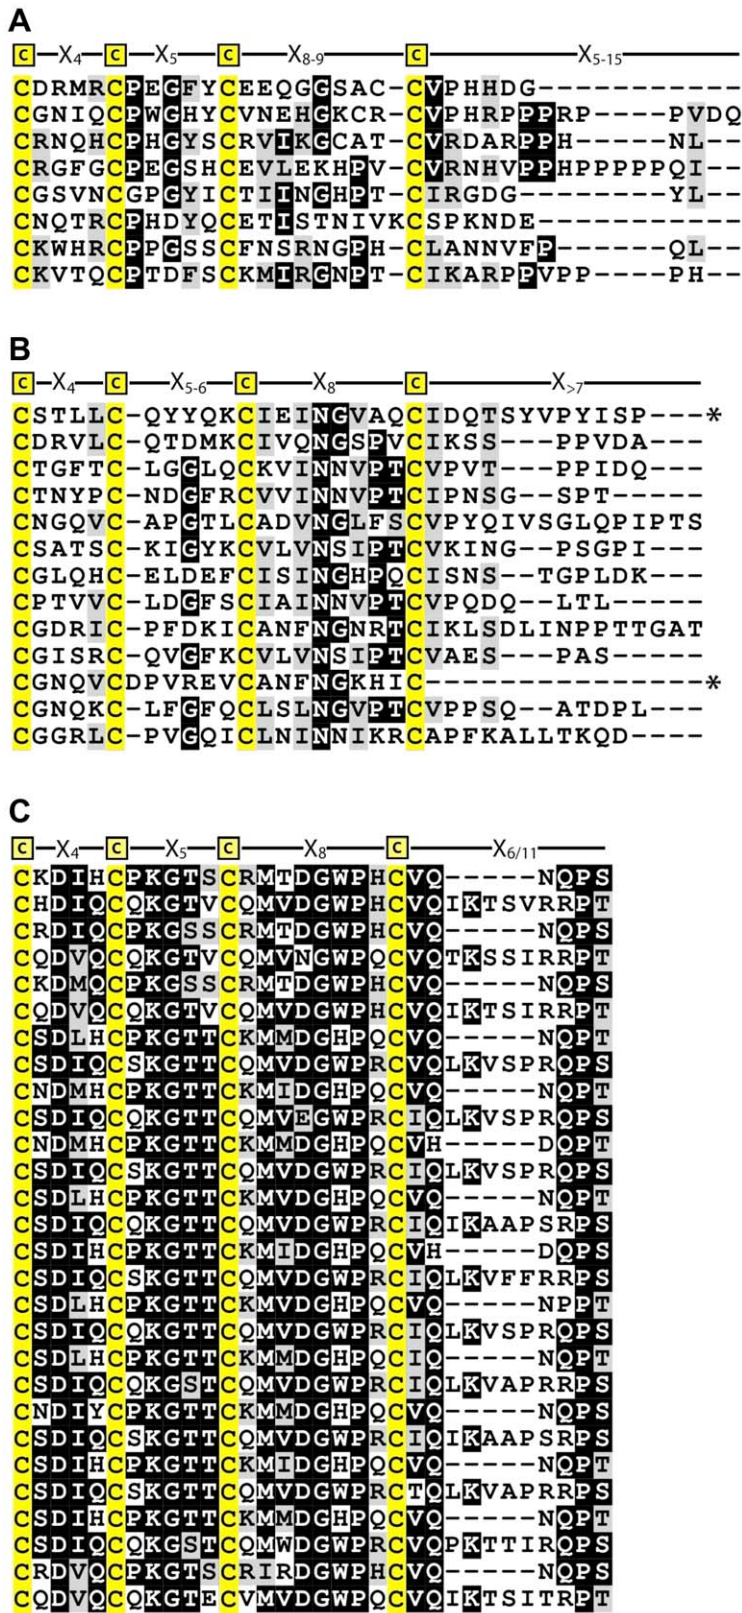 A
C X4 C X5 C X8-9 C X5-15
CDRMRCPEGFYCEEQGGSAC-CVPHHDG-----------
CGNIQCPWGHYCVNEHGKCR-CVPHRPPPRP----PVDQ
CRNQHCPHGYSCRVIKGCAT-CVRDARPPH-----NL--
CRGFGCPEGSHCEVLEKHPV-CVRNHVPPHPPPPPQI--
CGSVNCGPGYICTIINGHPT-CIRGDG--------YL--
CNQTRCPHDYQCETISTNIVKCSPKNDE-----------
CKWHRCPPGSSCFNSRNGPH-CLANNVFP------QL--
CKVTQCPTDFSCKMIRGNPT-CIKARPPVPP----PH--
B
C X4 C X5-6 C X8 C X>7
CSTLLC-QYYQKCIEINGVAQCIDQTSYVPYISP---*
CDRVLC-QTDMKCIVQNGSPVCIKSS---PPVDA---
CTGFTC-LGGLQCKVINNVPTCVPVT---PPIDQ---
CTNYPC-NDGFRCVVINNVPTCIPNSG--SPT-----
CNGQVC-APGTLCADVNGLFSCVPYQIVSGLQPIPTS
CSATSC-KIGYKCVLVNSIPTCVKING--PSGPI---
CGLQHC-ELDEFCISINGHPQCISNS---TGPLDK---
CPTVVC-LDGFSCIAINNVPTCVPQDQ--LTL-----
CGDRIC-PFDKICANFNGNRTCIKLSDLINPPTTGAT
CGISRC-QVGFKCVLVNSIPTCVAES---PAS-----
CGNQVCDPVREVCANFNGKHIC---------------*
CGNQKC-LFGFQCLSLNGVPTCVPPSQ--ATDPL---
CGGRLC-PVGQICLNINNIKRCAPFKALLTKQD----
C
C X4 C X5 C X8 C X6/11
CKDIHCPKGTSCRMTDGWPHCVQ-----NQPS
CHDIQCQKGTVCQMVDGWPHCVQIKTSVRRPT
CRDIQCPKGSSCRMTDGWPHCVQ-----NQPS
CQDVQCQKGTVCQMVNGWPQCVQTKSSIRRPT
CKDMQCPKGSSCRMTDGWPHCVQ-----NQPS
CQDVQCQKGTVCQMVDGWPHCVQIKTSIRRPT
CSDLHCPKGTTCKMMDGHPQCVQ-----NQPT
CSDIQCSKGTTCQMVDGWPRCVQLKVSPRQPS
CNDMHCPKGTTCKMIDGHPQCVQ-----NQPT
CSDIQCQKGTTCQMVEGWPRCIQLKVSPRQPS
CNDMHCPKGTTCKMMDGHPQCVH-----DQPT
CSDIQCSKGTTCQMVDGWPRCIQLKVSPRQPS
CSDLHCPKGTTCKMVDGHPQCVQ-----NQPT
CSDIQCQKGTTCQMVDGWPRCIQIKAAPSRPS
CSDIHCPKGTTCKMIDGHPQCVH-----DQPS
CSDIQCSKGTTCQMVDGWPRCIQLKVFFRRPS
CSDLHCPKGTTCKMVDGHPQCVQ-----NPPT
CSDIQCQKGTTCQMVDGWPRCIQLKVSPRQPS
CSDLHCPKGTTCKMMDGHPQCIQ-----NQPT
CSDIQCQKGSTCQMVDGWPRCIQLKVAPRRPS
CNDIYCPKGTTCKMMDGHPQCVQ-----NQPS
CSDIQCSKGTTCQMVDGWPRCIQIKAAPSRPS
CSDIHCPKGTTCKMIDGHPQCVQ-----NQPT
CSDIQCSKGTTCQMVDGWPRCTQLKVAPRRPS
CSDIHCPKGTTCKMMDGHPQCVQ-----NQPS
CSDIQCQKGSTCQMWDGWPRCVQPKTTIRQPS
CRDVQCPKGTSCRIRDGWPQCVQ-----NQPS
CQDVQCQKGTECVMVDGWPQCVQIKTSITRPT